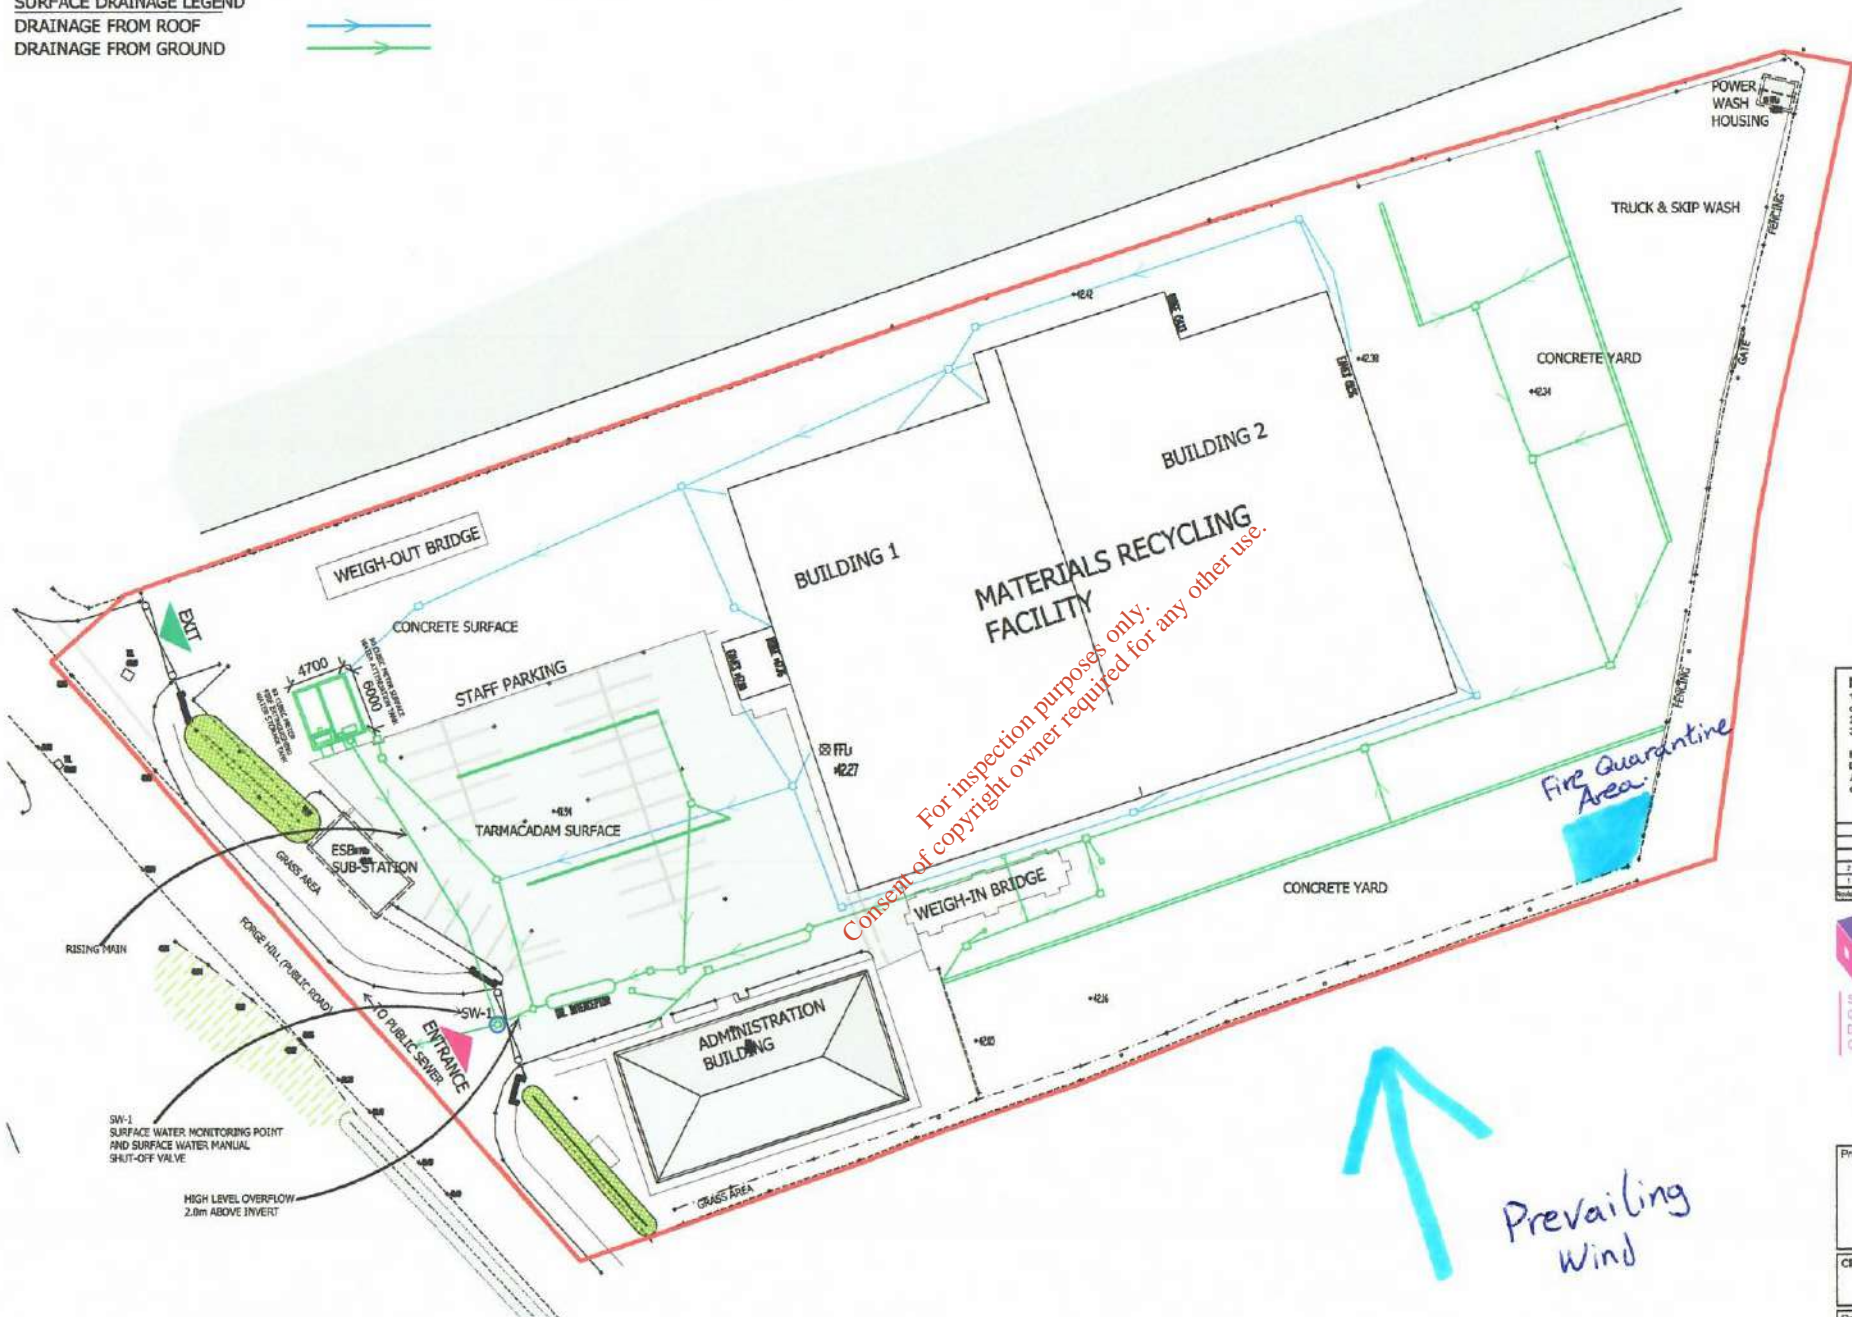 SURFACE DRAINAGE LEGEND
DRAINAGE FROM ROOF
DRAINAGE FROM GROUND
POWER
WASH
HOUSING
TRUCK & SKIP WASH
FENCING
GATE
CONCRETE YARD
FENCING
BUILDING 2
BUILDING 1
MATERIALS RECYCLING
FACILITY
WEIGH-OUT BRIDGE
EXIT
CONCRETE SURFACE
4700
6000
STAFF PARKING
FFL
42.27
TARMACADAM SURFACE
ESB
SUB-STATION
GRASS AREA
RISING MAIN
FORGE HILL (PUBLIC ROAD)
TO PUBLIC SEWER
SW-1
ENTRANCE
ADMINISTRATION
BUILDING
WEIGH-IN BRIDGE
CONCRETE YARD
Fire Quarantine
Area
SW-1
SURFACE WATER MONITORING POINT
AND SURFACE WATER MANUAL
SHUT-OFF VALVE
HIGH LEVEL OVERFLOW
2.0m ABOVE INVERT
GRASS AREA
Prevailing
Wind
For inspection purposes only.
Consent of copyright owner required for any other use.